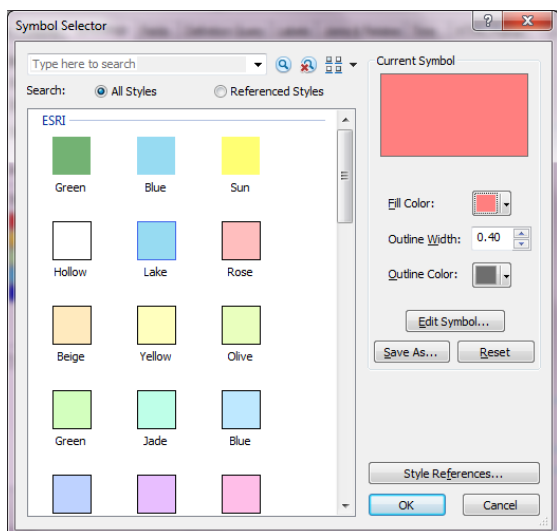 Symbol Selector
Type here to search
Search: All Styles Referenced Styles
ESRI
Green Blue Sun
Hollow Lake Rose
Beige Yellow Olive
Green Jade Blue
Current Symbol
Fill Color:
Outline Width: 0.40
Outline Color:
Edit Symbol...
Save As... Reset
Style References...
OK Cancel